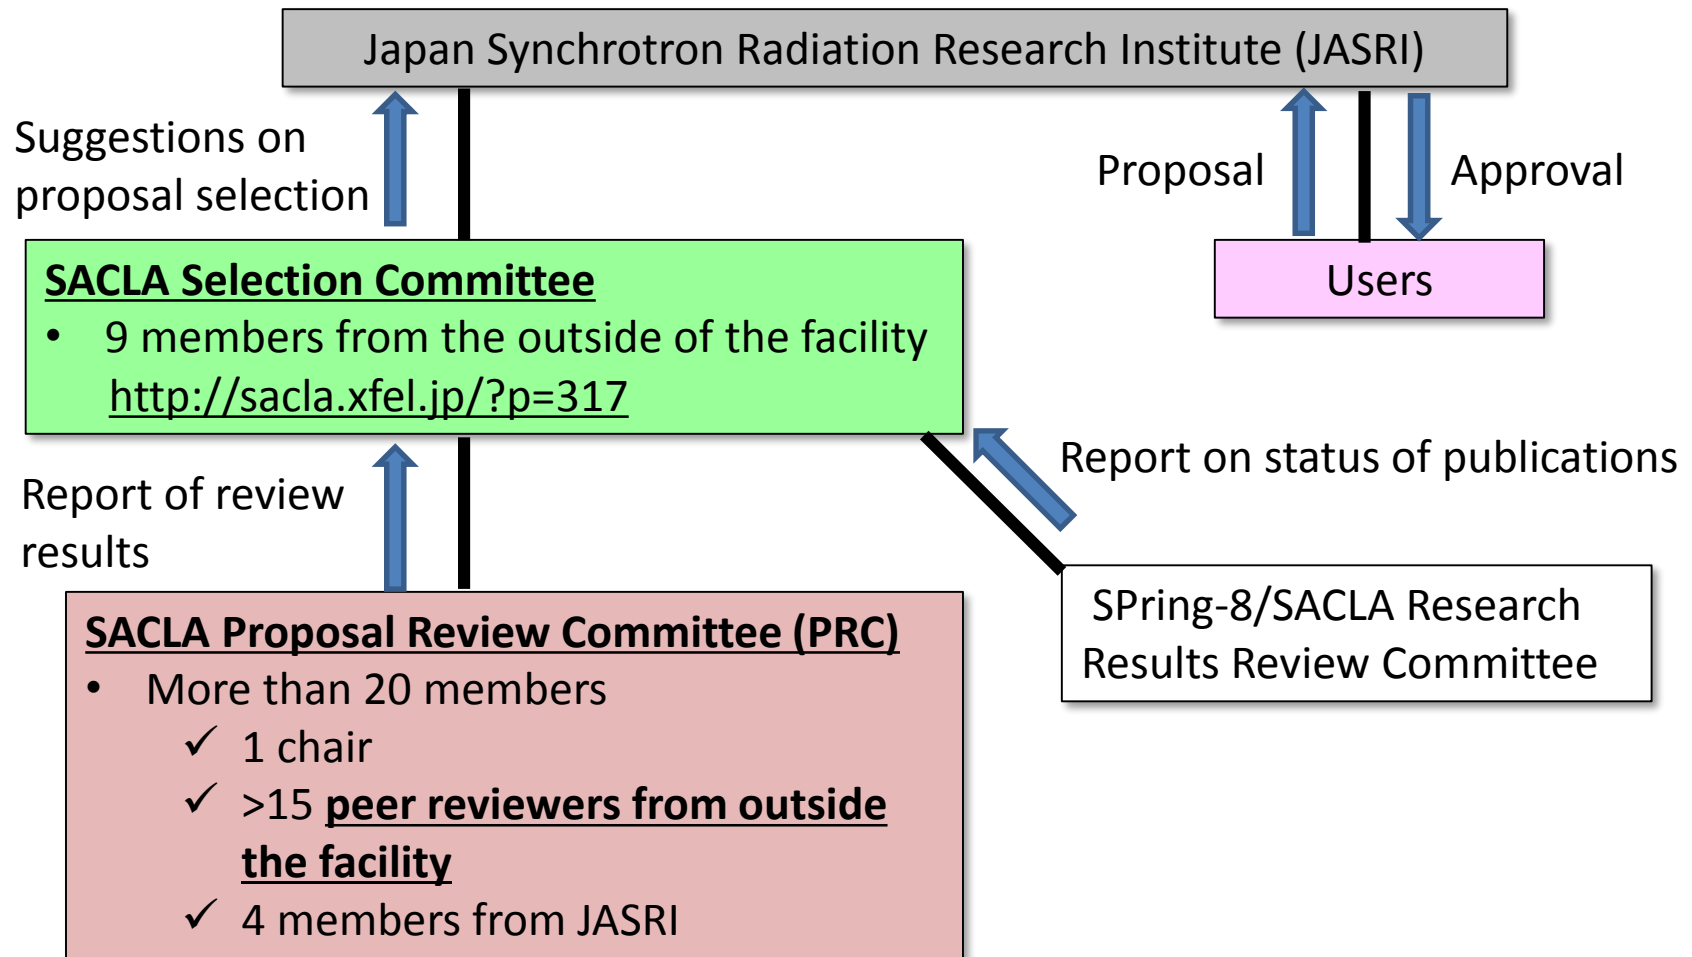 Japan Synchrotron Radiation Research Institute (JASRI)
Suggestions on
proposal selection
Proposal
Approval
SACLA Selection Committee
• 9 members from the outside of the facility
http://sacla.xfel.jp/?p=317
Users
Report on status of publications
Report of review
results
SPring-8/SACLA Research
Results Review Committee
SACLA Proposal Review Committee (PRC)
• More than 20 members
✓ 1 chair
✓ >15 peer reviewers from outside
the facility
✓ 4 members from JASRI